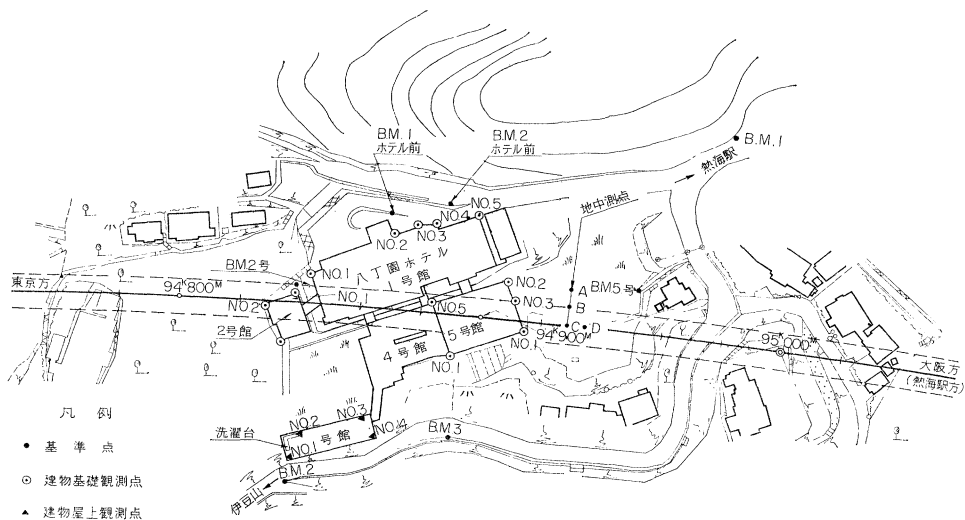 B.M.1
ホテル前
B.M.2
ホテル前
B.M.1
熱海駅
地中測点
NO.5
NO.4
NO.3
NO.2
NO.1
八丁園ホテル
1号館
BM2号
東京方
94K800M
NO.2
NO.1
2号館
NO.5
NO.2
NO.3
NO.1
5号館
4号館
NO.1
A
B
C
D
BM5号
94K900M
95K000M
大阪方
(熱海駅方)
凡例
基準点
建物基礎観測点
建物屋上観測点
洗濯台
NO.2
NO.3
NO.1
NO.4
号館
B.M.3
B.M.2
伊豆山